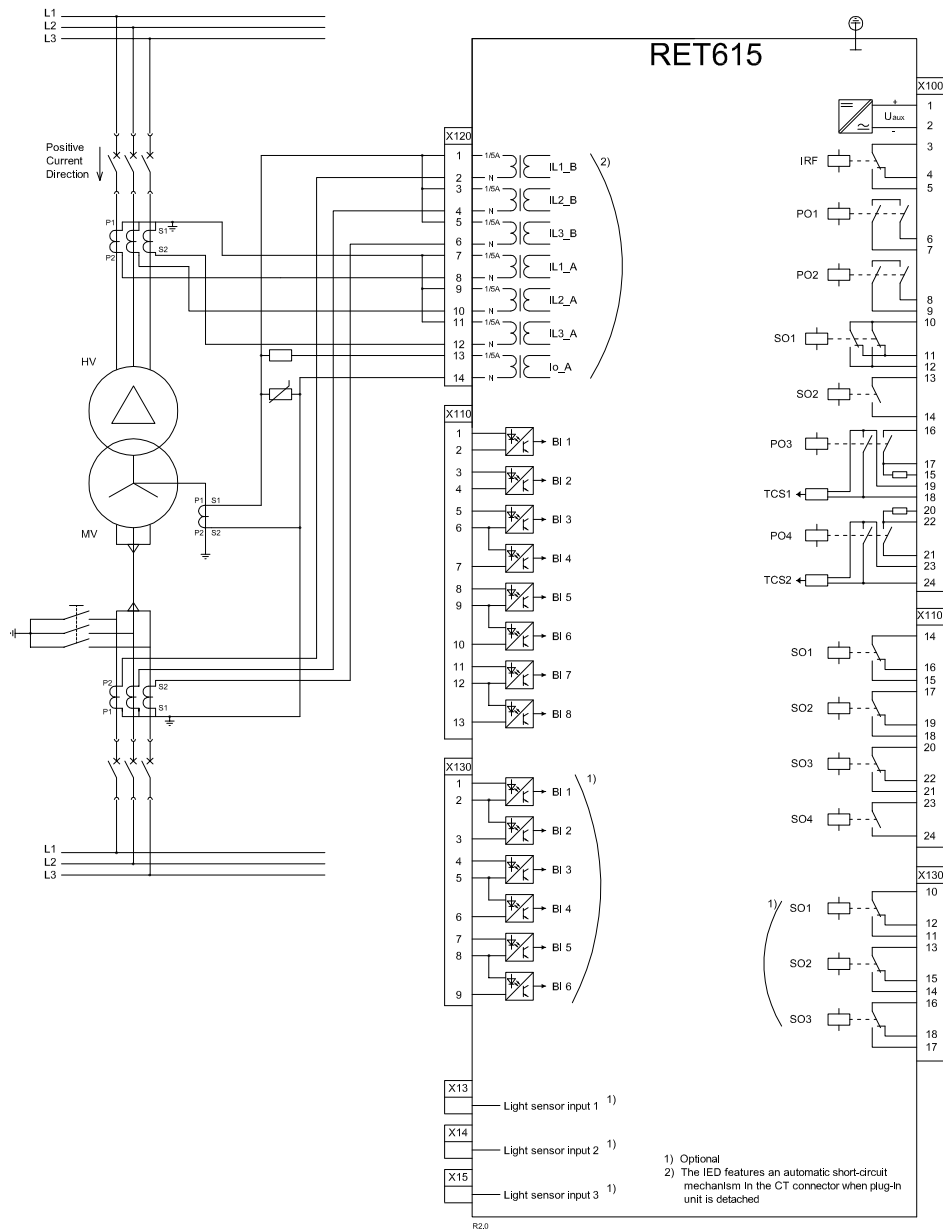 L1
L2
L3
RET615
Positive
Current
Direction
P1
P2
S1
S2
HV
MV
P1 S1
P2 S2
P2
P1
S2
S1
L1
L2
L3
X120
1 1/5A
2 N IL1_B
3 1/5A
4 N IL2_B
5 1/5A
6 N IL3_B
7 1/5A
8 N IL1_A
9 1/5A
10 N IL2_A
11 1/5A
12 N IL3_A
13 1/5A
14 N Io_A
2)
X110
1
2 BI 1
3
4 BI 2
5
6 BI 3
7 BI 4
8
9 BI 5
10 BI 6
11
12 BI 7
13 BI 8
X130
1)
1
2 BI 1
3 BI 2
4
5 BI 3
6 BI 4
7
8 BI 5
9 BI 6
X13
Light sensor input 1 1)
X14
Light sensor input 2 1)
X15
Light sensor input 3 1)
X100
+ 1
Uaux
- 2
IRF
3
4
5
PO1
6
7
PO2
8
9
SO1
10
11
12
SO2
13
14
PO3
16
17
15
19
TCS1
18
20
22
PO4
21
23
TCS2
24
X110
SO1
14
16
15
SO2
17
19
18
SO3
20
22
21
SO4
23
24
X130
1)
SO1
10
12
11
SO2
13
15
14
SO3
16
18
17
1) Optional
2) The IED features an automatic short-circuit
mechanism in the CT connector when plug-in
unit is detached
R2.0